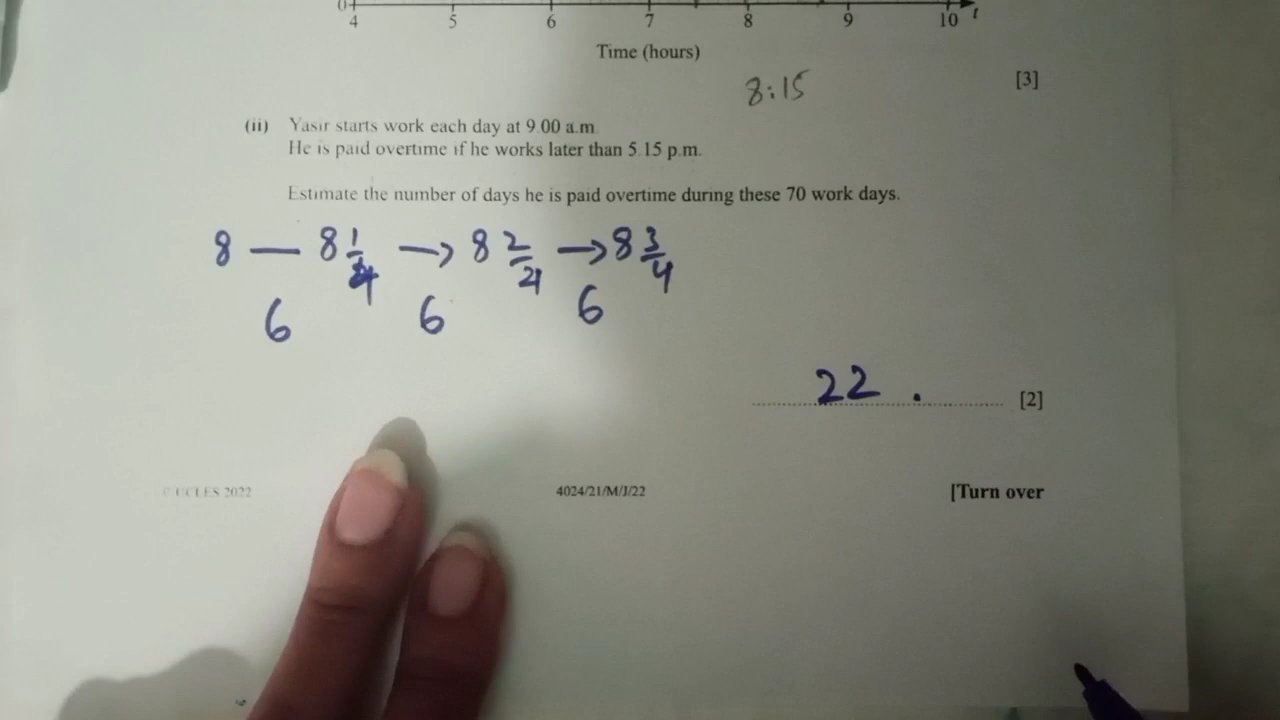 0
4 5 6 7 8 9 10 t
Time (hours)
8:15 [3]
(ii) Yasir starts work each day at 9.00 a.m.
He is paid overtime if he works later than 5.15 p.m.
Estimate the number of days he is paid overtime during these 70 work days.
8 — 8 1/4 → 8 2/4 → 8 3/4
6 6 6
22 . [2]
© UCLES 2022 4024/21/M/J/22 [Turn over